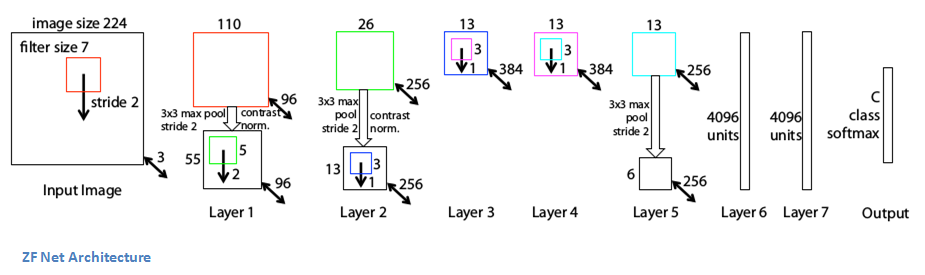 image size 224
filter size 7
stride 2
3
Input Image
110
96
3x3 max pool
stride 2
contrast
norm.
55
5
2
96
Layer 1
26
256
3x3 max
pool
stride 2
contrast
norm.
13
3
1
256
Layer 2
13
3
1
384
Layer 3
13
3
1
384
Layer 4
13
256
3x3 max
pool
stride 2
6
256
Layer 5
4096
units
Layer 6
4096
units
Layer 7
C
class
softmax
Output
ZF Net Architecture